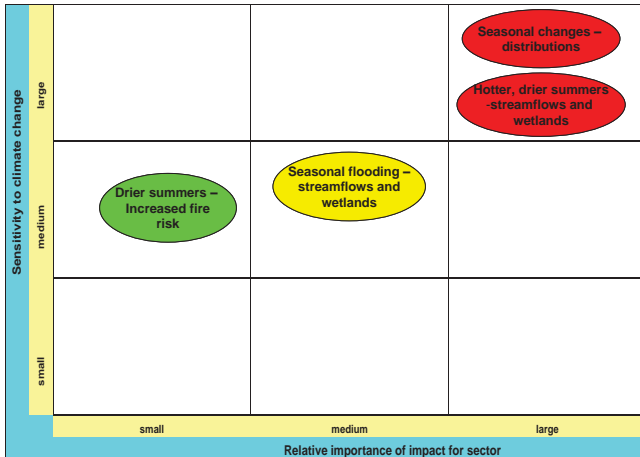 Sensitivity to climate change
large
medium
small
Seasonal changes –
distributions
Hotter, drier summers
-streamflows and
wetlands
Drier summers –
Increased fire
risk
Seasonal flooding –
streamflows and
wetlands
small
medium
large
Relative importance of impact for sector